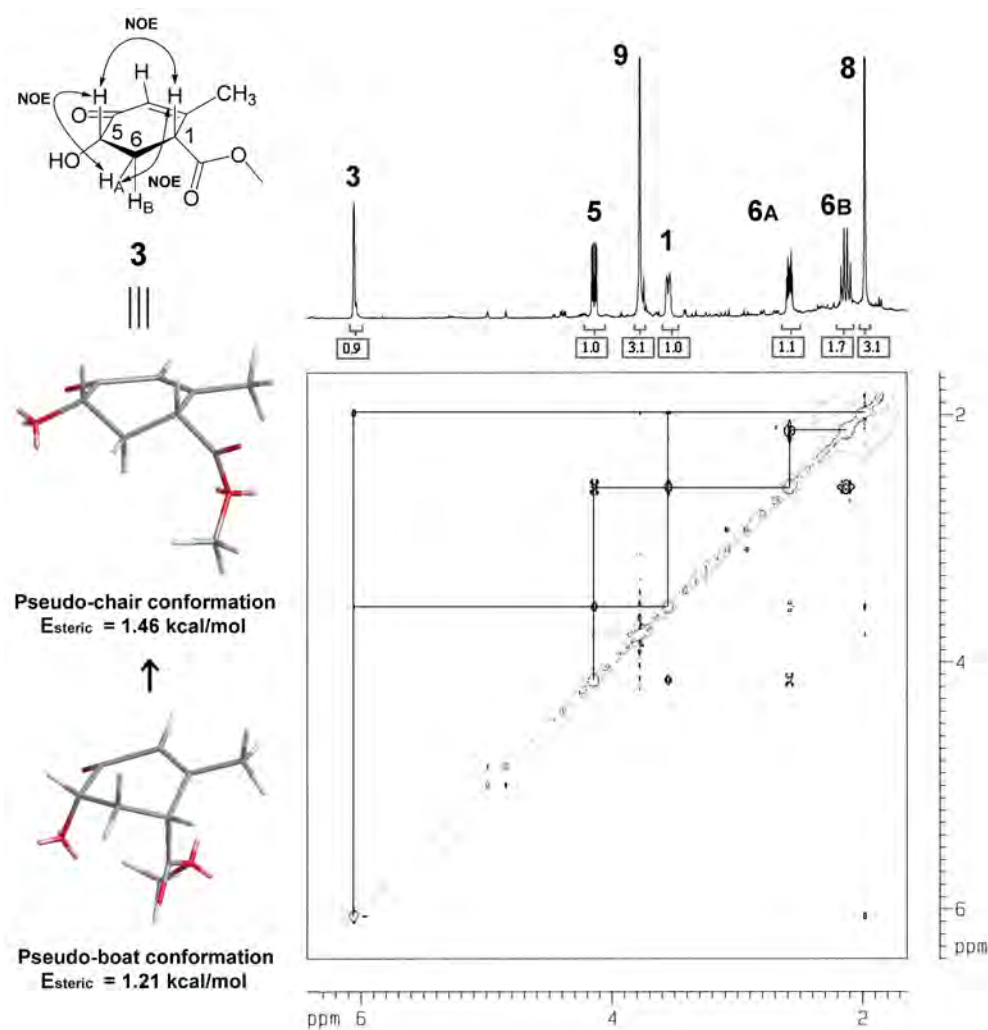 NOE
H
H
H
CH3
NOE
O
5
6
1
HO
HA
NOE
O
O
HB
3
Pseudo-chair conformation
Esteric = 1.46 kcal/mol
Pseudo-boat conformation
Esteric = 1.21 kcal/mol
3
5
9
1
6A
6B
8
0.9
1.0
3.1
1.0
1.1
1.7
3.1
2
4
6
ppm
ppm 6
4
2